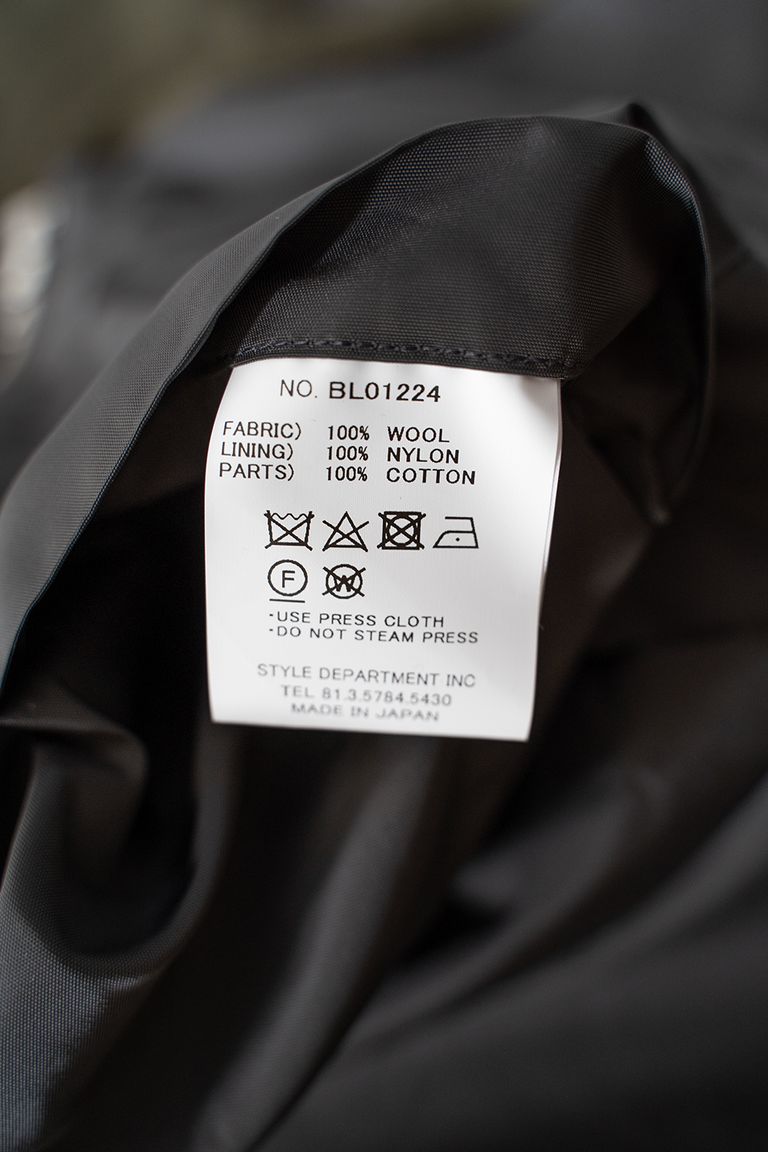 NO. BL01224
FABRIC) 100% WOOL
LINING) 100% NYLON
PARTS) 100% COTTON
F W
-USE PRESS CLOTH
-DO NOT STEAM PRESS
STYLE DEPARTMENT INC
TEL 81.3.5784.5430
MADE IN JAPAN